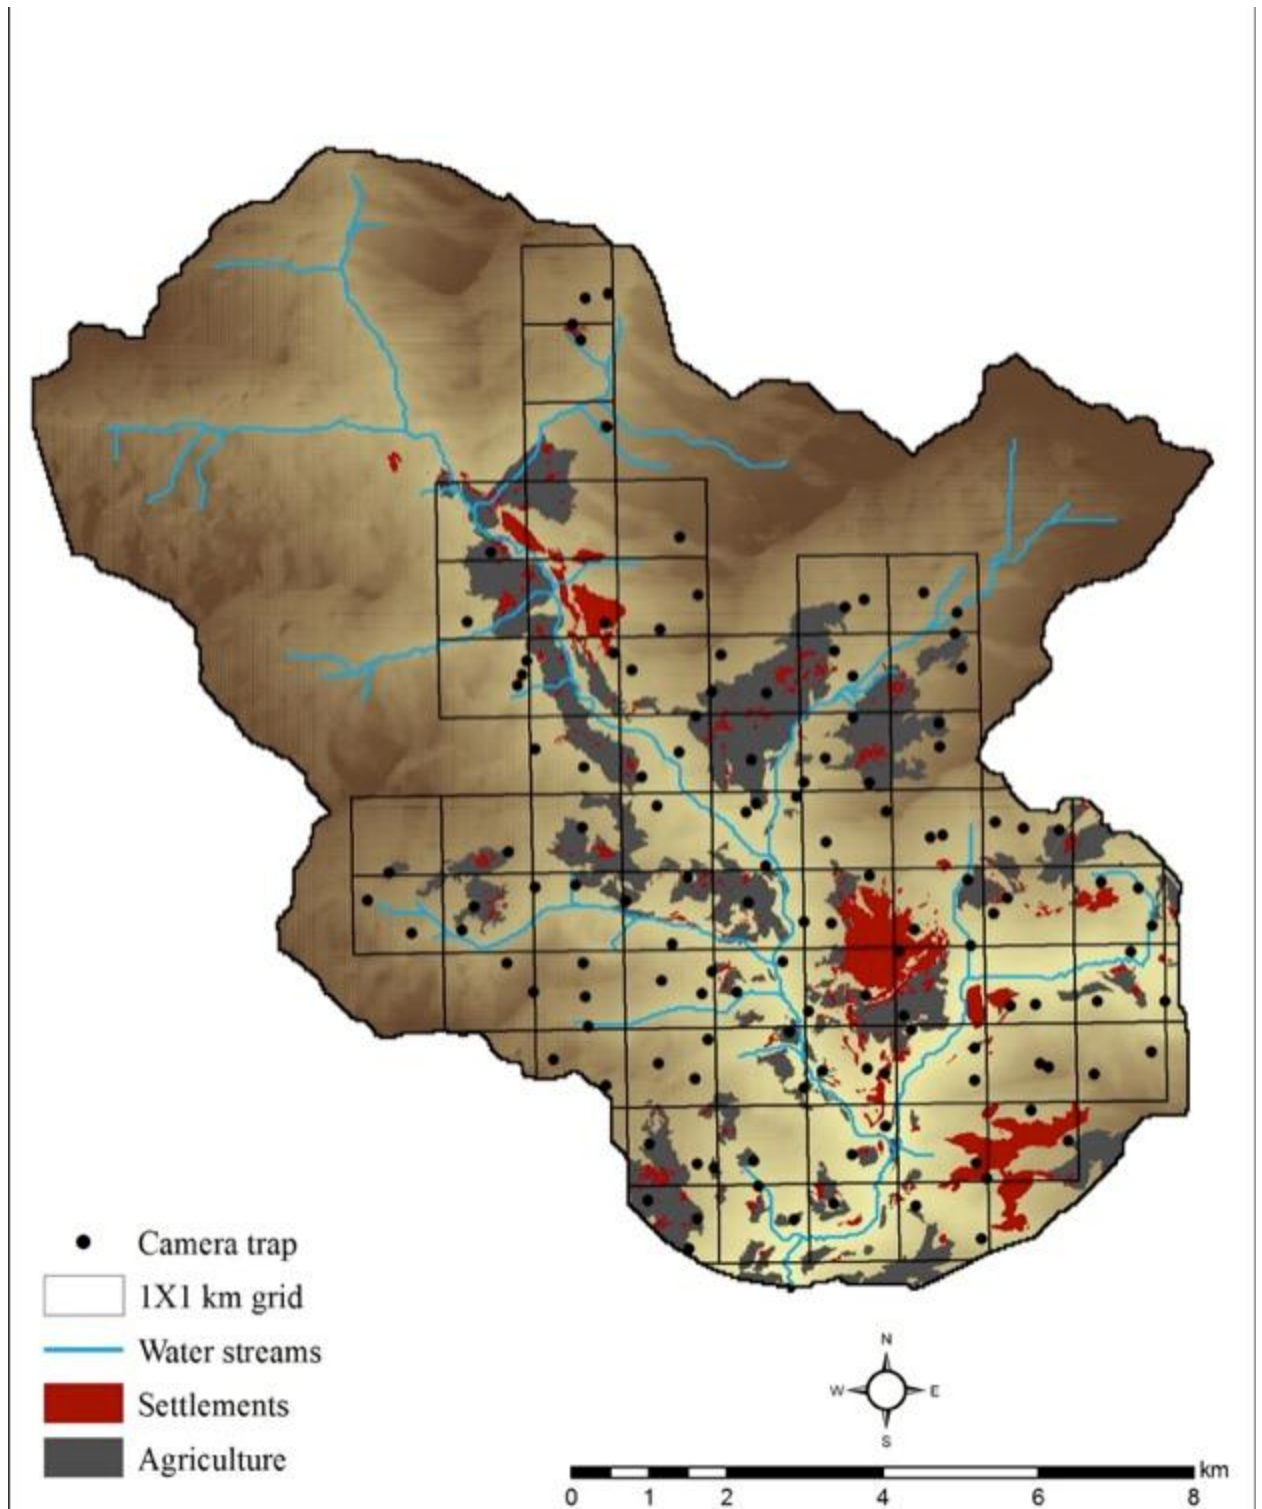 Camera trap
1X1 km grid
Water streams
Settlements
Agriculture
N
W E
S
km
0 1 2 4 6 8